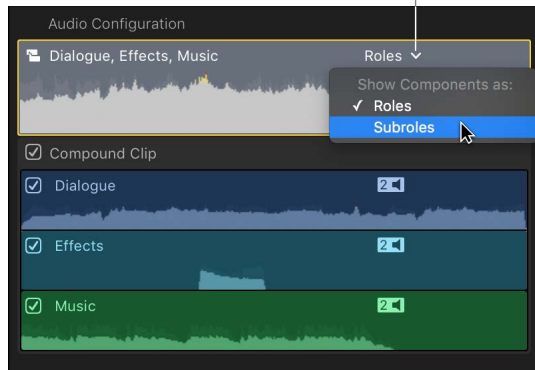 Audio Configuration
Dialogue, Effects, Music Roles
Show Components as:
✓ Roles
Subroles
Compound Clip
Dialogue 2
Effects 2
Music 2